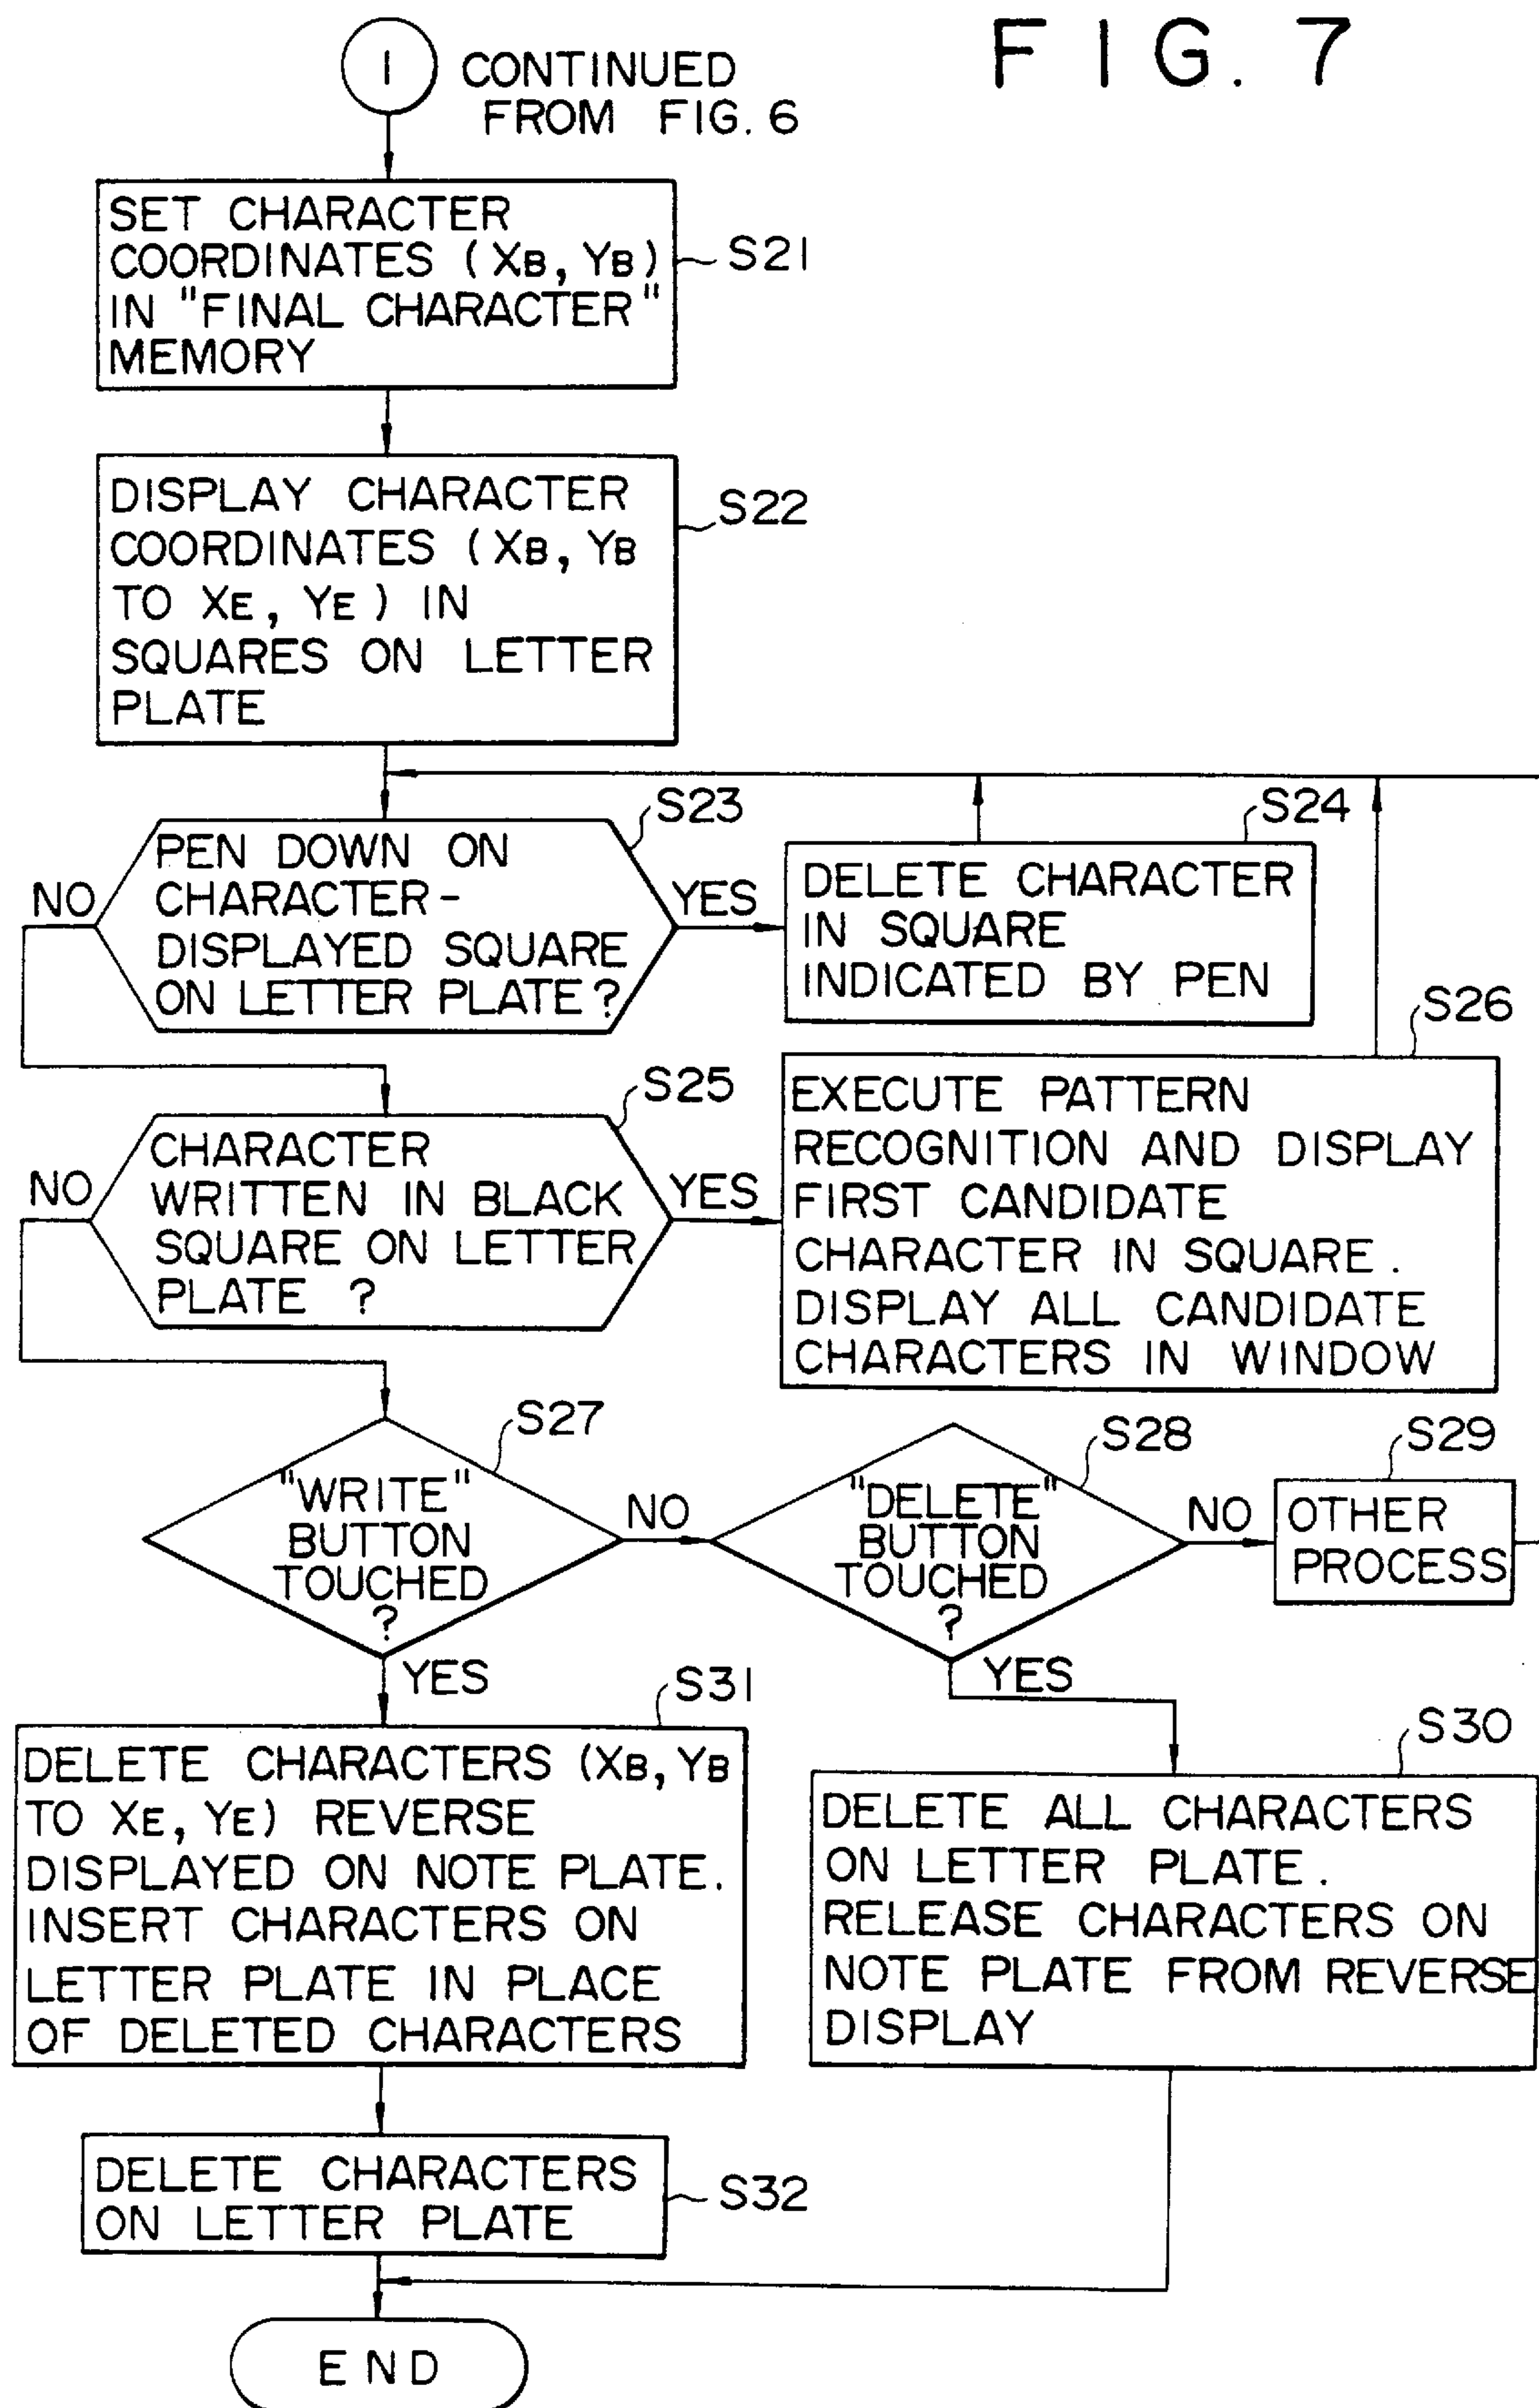 FIG. 7
I
CONTINUED
FROM FIG. 6
SET CHARACTER
COORDINATES (XB, YB)
IN "FINAL CHARACTER"
MEMORY
S21
DISPLAY CHARACTER
COORDINATES (XB, YB
TO XE, YE) IN
SQUARES ON LETTER
PLATE
S22
PEN DOWN ON
CHARACTER-
DISPLAYED SQUARE
ON LETTER PLATE?
S23
NO
YES
DELETE CHARACTER
IN SQUARE
INDICATED BY PEN
S24
CHARACTER
WRITTEN IN BLACK
SQUARE ON LETTER
PLATE ?
S25
NO
YES
EXECUTE PATTERN
RECOGNITION AND DISPLAY
FIRST CANDIDATE
CHARACTER IN SQUARE.
DISPLAY ALL CANDIDATE
CHARACTERS IN WINDOW
S26
"WRITE"
BUTTON
TOUCHED
?
S27
NO
YES
"DELETE"
BUTTON
TOUCHED
?
S28
NO
YES
OTHER
PROCESS
S29
DELETE CHARACTERS (XB, YB
TO XE, YE) REVERSE
DISPLAYED ON NOTE PLATE.
INSERT CHARACTERS ON
LETTER PLATE IN PLACE
OF DELETED CHARACTERS
S31
DELETE ALL CHARACTERS
ON LETTER PLATE.
RELEASE CHARACTERS ON
NOTE PLATE FROM REVERSE
DISPLAY
S30
DELETE CHARACTERS
ON LETTER PLATE
S32
END